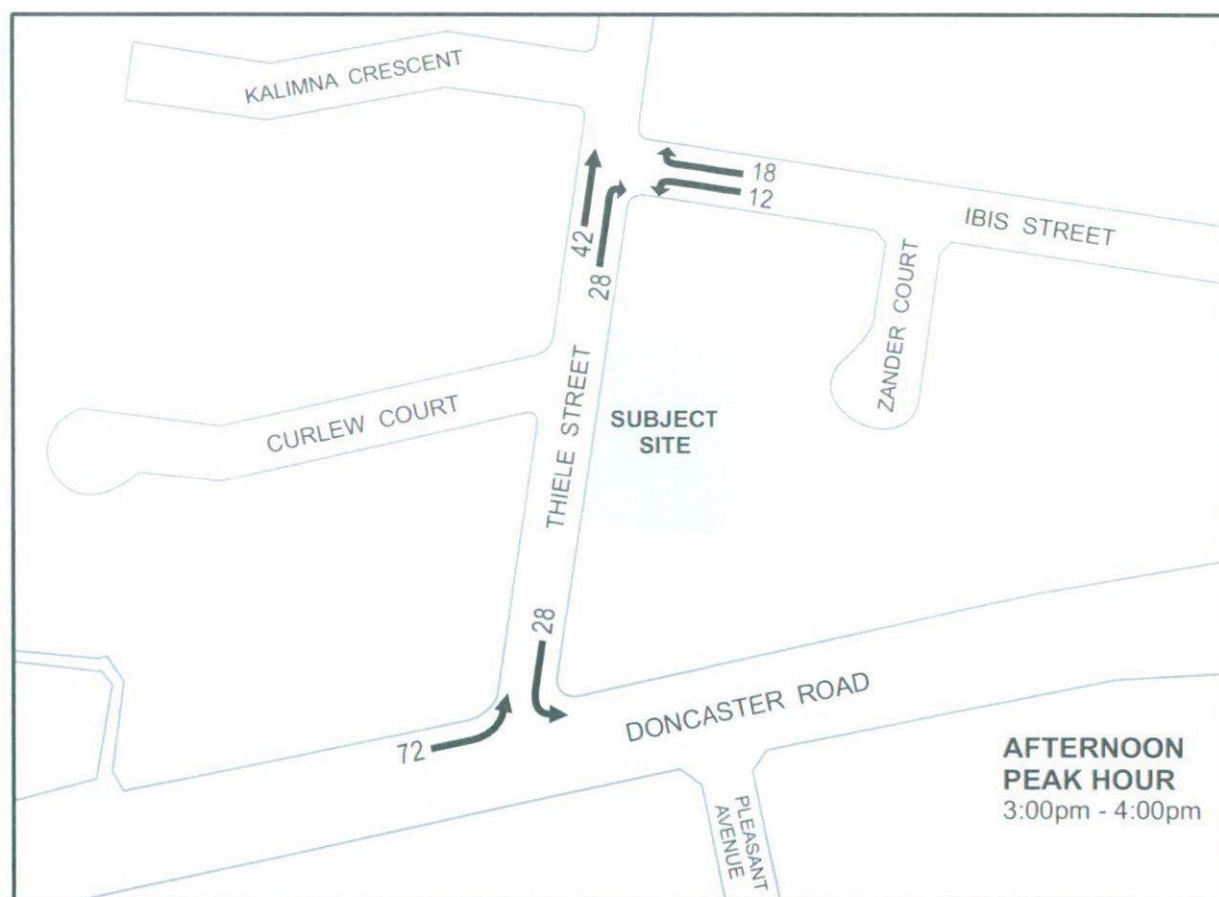 KALIMNA CRESCENT
18
12
IBIS STREET
42
28
ZANDER COURT
CURLEW COURT
THIELE STREET
SUBJECT
SITE
28
72
DONCASTER ROAD
PLEASANT
AVENUE
AFTERNOON
PEAK HOUR
3:00pm - 4:00pm